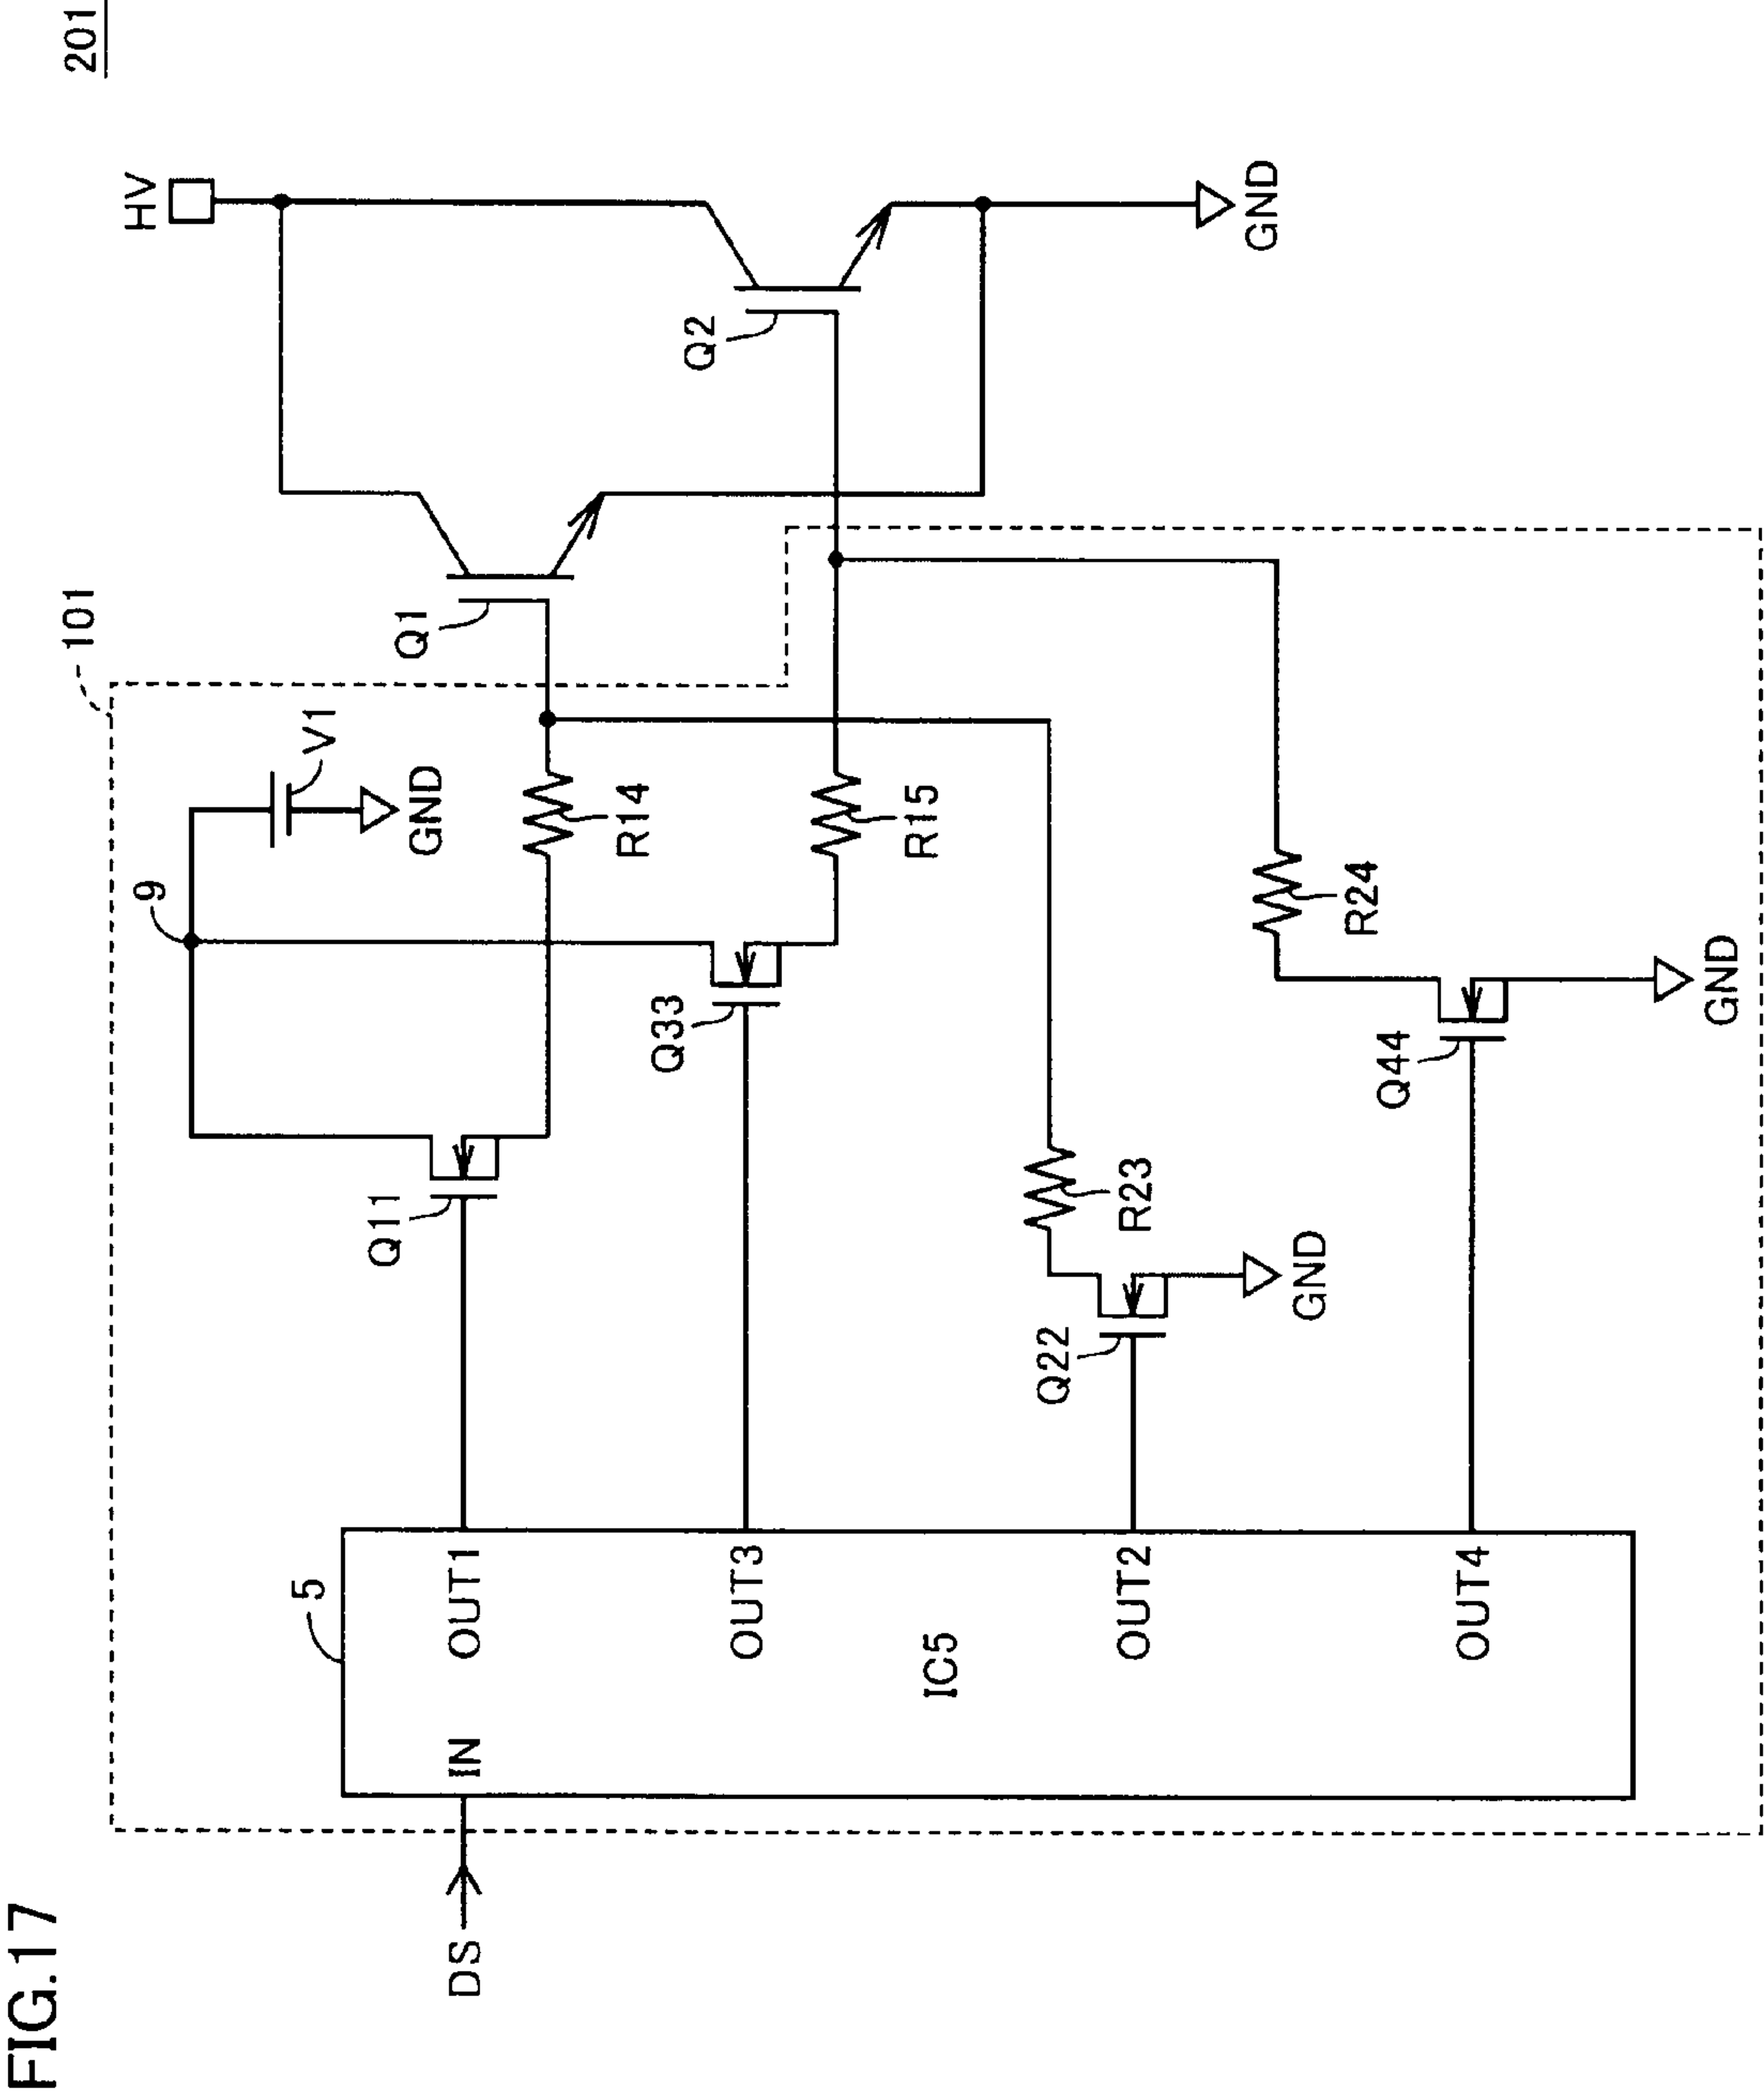 FIG.17
201
101
HV
9
V1
GND
5
Q11
Q1
IN
OUT1
R14
Q33
Q2
OUT3
R15
IC5
Q22
R23
GND
OUT2
GND
Q44
R24
OUT4
GND
DS